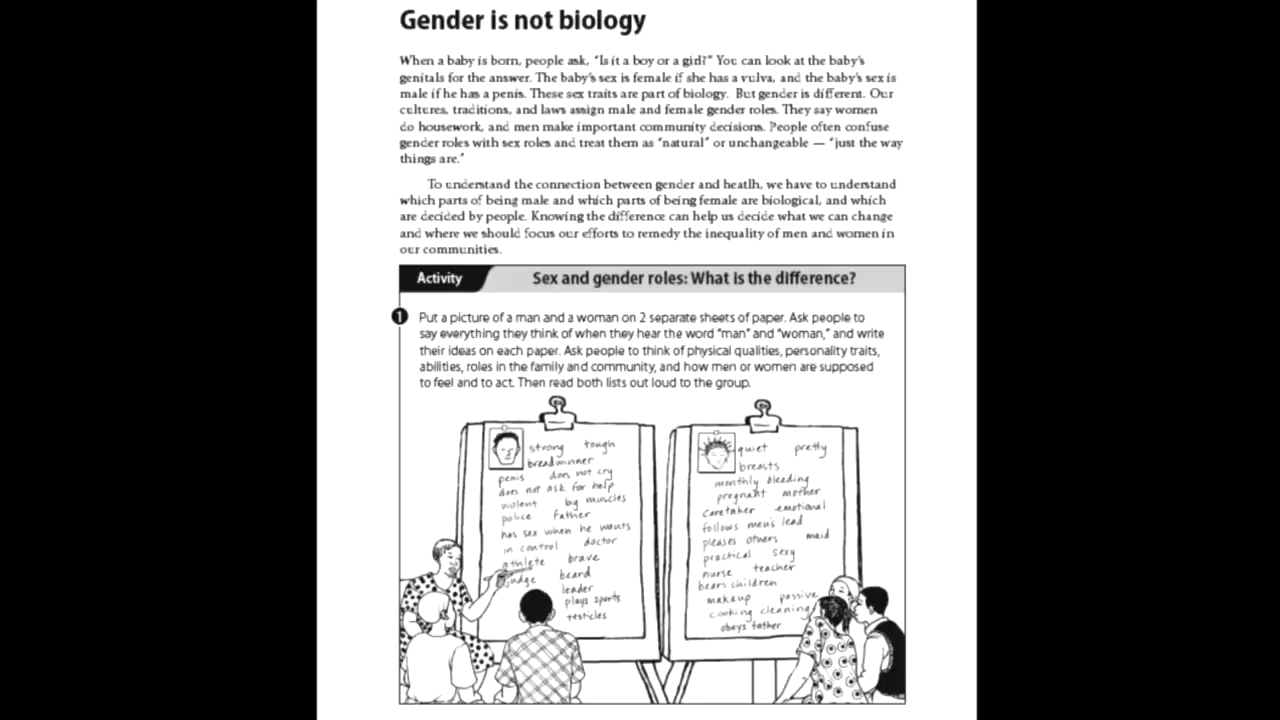 Gender is not biology
When a baby is born, people ask, "Is it a boy or a girl?" You can look at the baby's
genitals for the answer. The baby's sex is female if she has a vulva, and the baby's sex is
male if he has a penis. These sex traits are part of biology. But gender is different. Our
cultures, traditions, and laws assign male and female gender roles. They say women
do housework, and men make important community decisions. People often confuse
gender roles with sex roles and treat them as "natural" or unchangeable — "just the way
things are."
To understand the connection between gender and heatlh, we have to understand
which parts of being male and which parts of being female are biological, and which
are decided by people. Knowing the difference can help us decide what we can change
and where we should focus our efforts to remedy the inequality of men and women in
our communities.
Activity Sex and gender roles: What is the difference?
1 Put a picture of a man and a woman on 2 separate sheets of paper. Ask people to
say everything they think of when they hear the word "man" and "woman," and write
their ideas on each paper. Ask people to think of physical qualities, personality traits,
abilities, roles in the family and community, and how men or women are supposed
to feel and to act. Then read both lists out loud to the group.
strong tough
breadwinner
penis does not cry
does not ask for help
violent big muscles
police father
has sex when he wants
in control doctor
athlete brave
judge beard
leader
plays sports
testicles
quiet pretty
breasts
monthly bleeding
pregnant mother
caretaker emotional
follows men's lead
pleases others maid
practical sexy
nurse teacher
bears children
makeup passive
cooking cleaning
obeys father